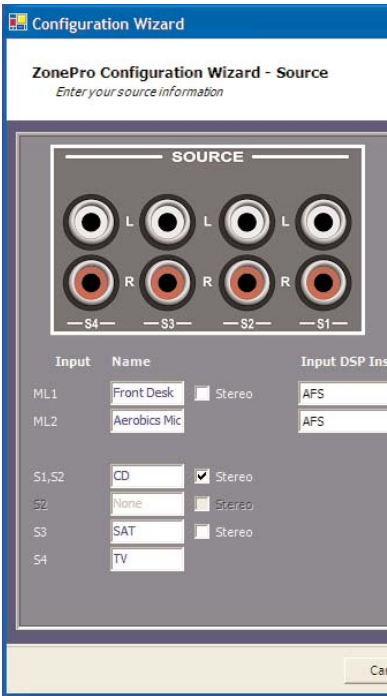 Configuration Wizard
ZonePro Configuration Wizard - Source
Enter your source information
SOURCE
L L L
R R R
S4 S3 S2 S1
Input Name Input DSP Ins
ML1 Front Desk Stereo AFS
ML2 Aerobics Mic AFS
S1,S2 CD Stereo
S2 None Stereo
S3 SAT Stereo
S4 TV
Ca